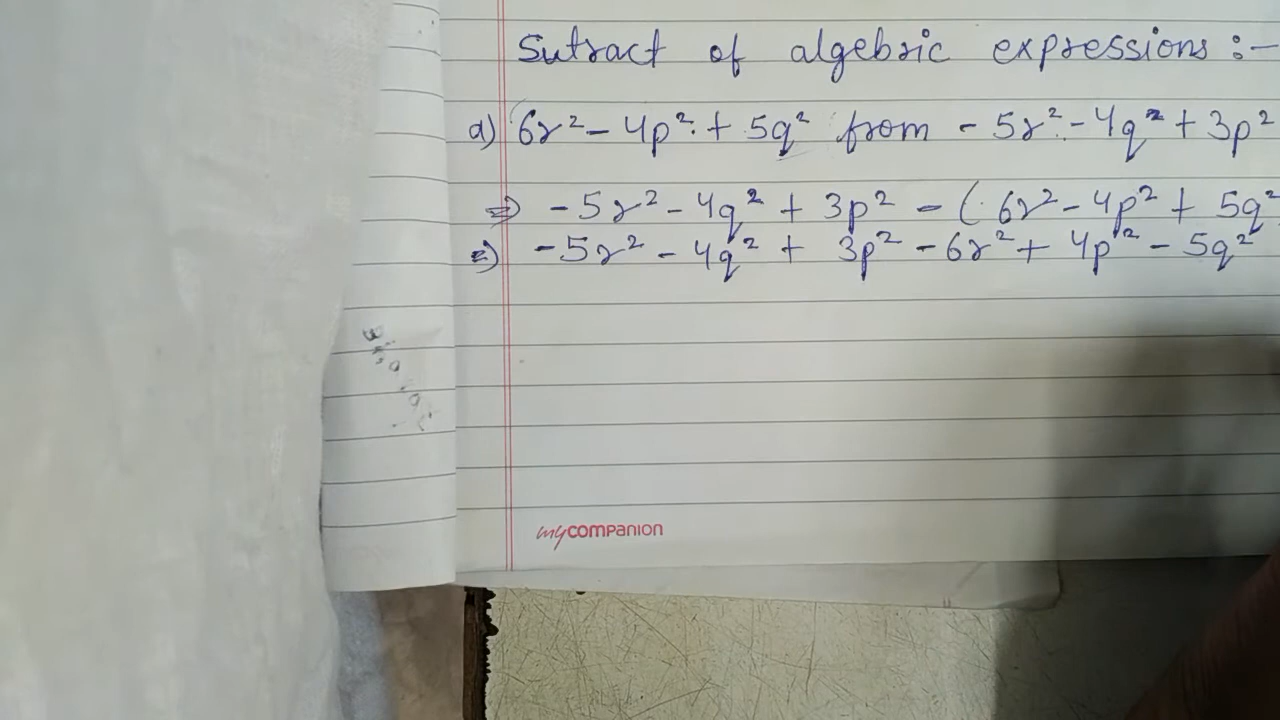 Sutract of algebric expressions :-
a) 6r² - 4p² + 5q² from - 5r² - 4q² + 3p²
⇒ - 5r² - 4q² + 3p² - ( 6r² - 4p² + 5q²
⇒ - 5r² - 4q² + 3p² - 6r² + 4p² - 5q²
mycompanion